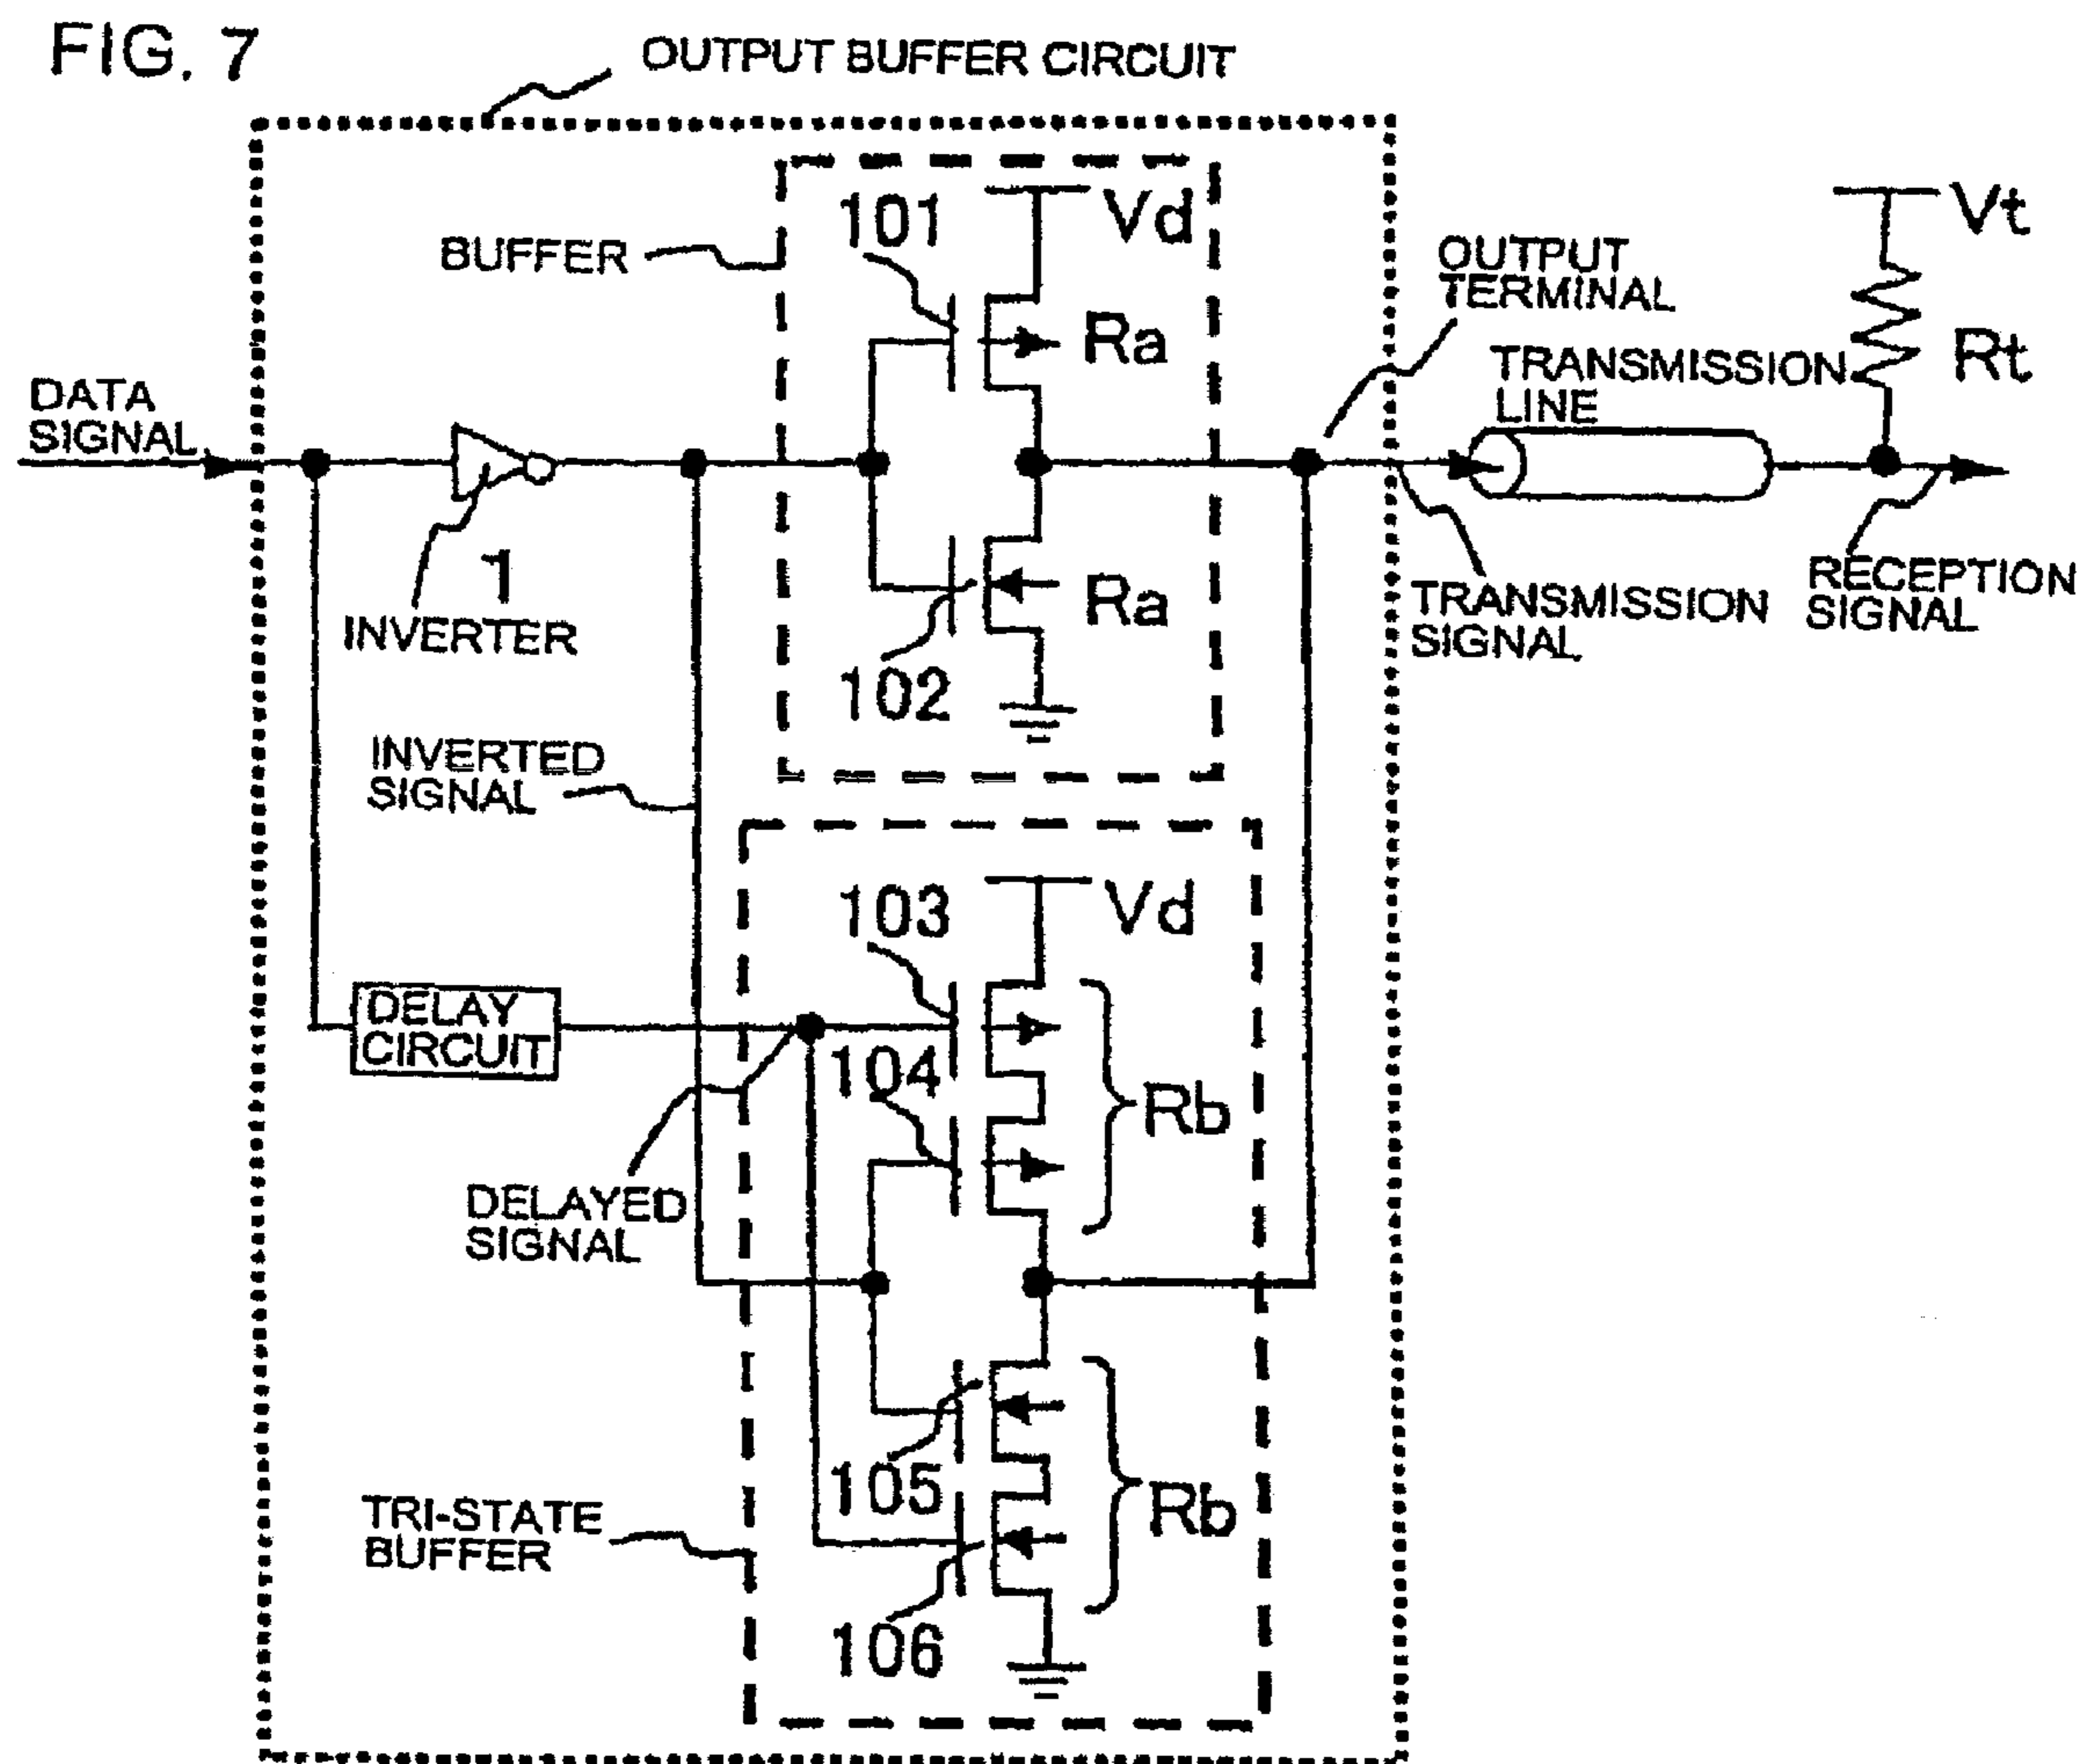 FIG. 7
OUTPUT BUFFER CIRCUIT
101
Vd
BUFFER
Ra
OUTPUT
TERMINAL
Vt
Rt
TRANSMISSION
LINE
DATA
SIGNAL
1
INVERTER
Ra
102
TRANSMISSION
SIGNAL
RECEPTION
SIGNAL
INVERTED
SIGNAL
103
Vd
DELAY
CIRCUIT
104
Rb
DELAYED
SIGNAL
105
Rb
TRI-STATE
BUFFER
106